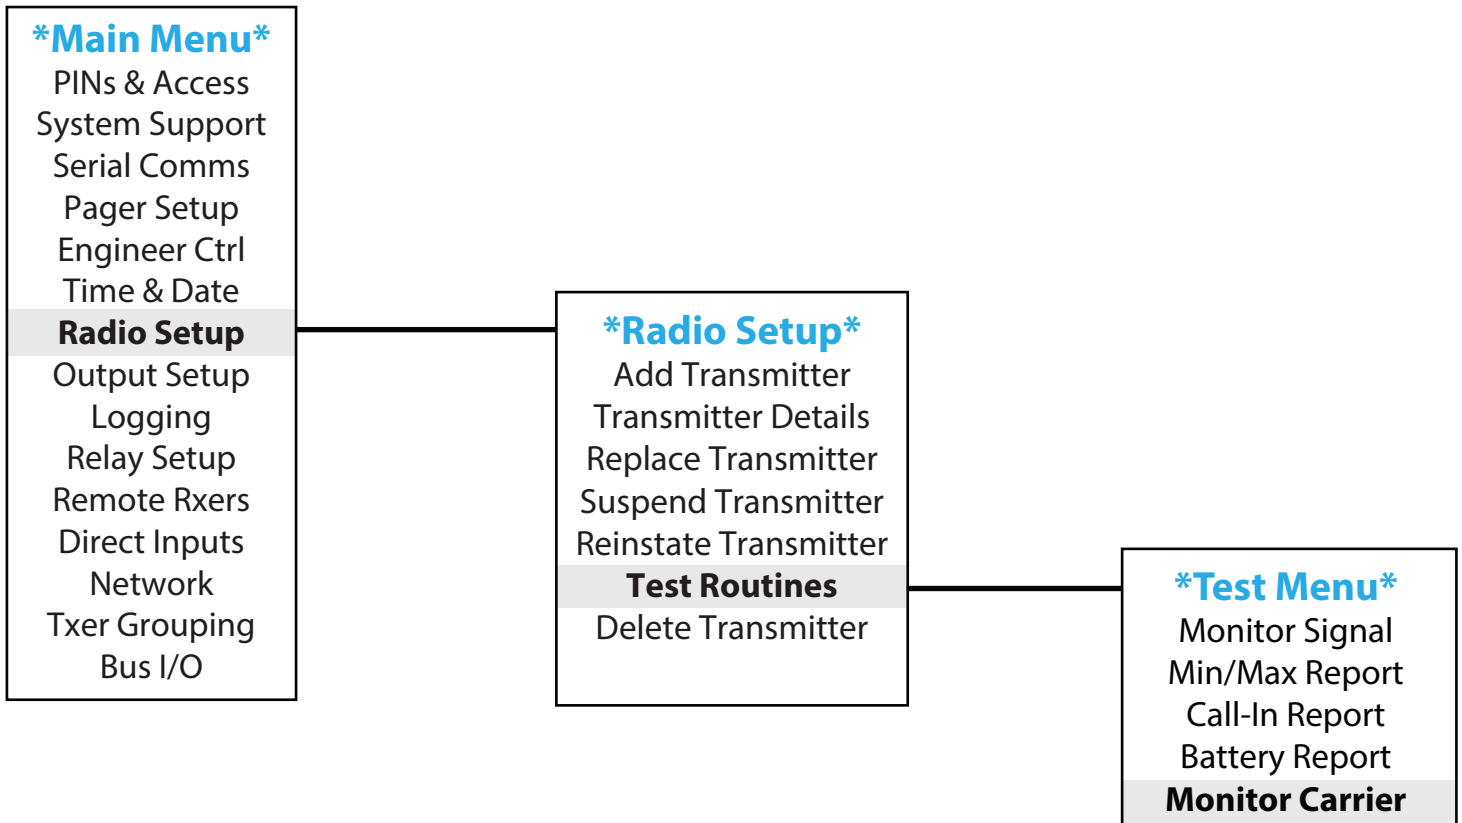 *Main Menu*
PINs & Access
System Support
Serial Comms
Pager Setup
Engineer Ctrl
Time & Date
Radio Setup
Output Setup
Logging
Relay Setup
Remote Rxers
Direct Inputs
Network
Txer Grouping
Bus I/O
*Radio Setup*
Add Transmitter
Transmitter Details
Replace Transmitter
Suspend Transmitter
Reinstate Transmitter
Test Routines
Delete Transmitter
*Test Menu*
Monitor Signal
Min/Max Report
Call-In Report
Battery Report
Monitor Carrier